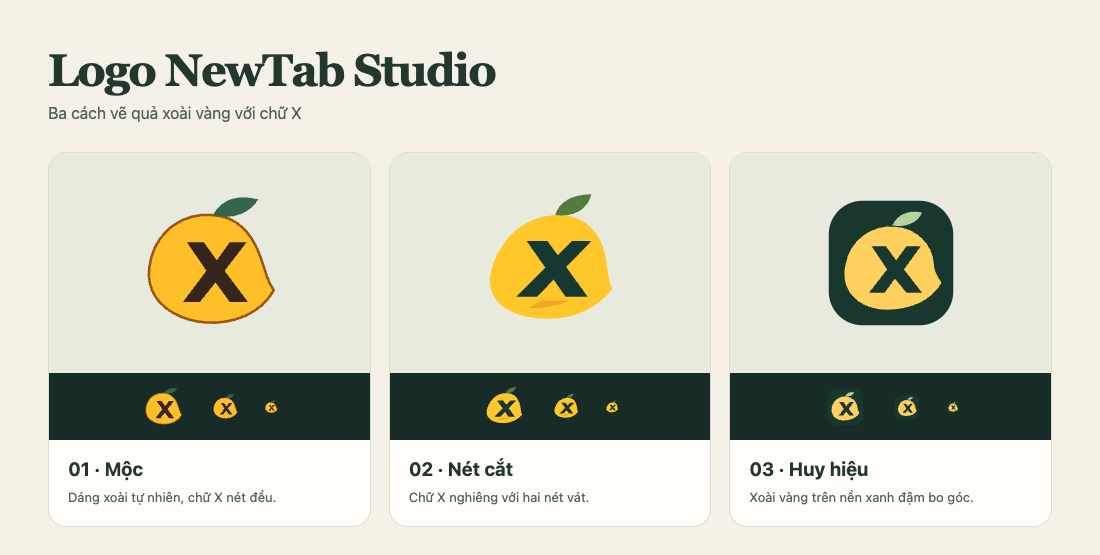 Logo NewTab Studio
Ba cách vẽ quả xoài vàng với chữ X
X
X
X
X
X
X
X
X
X
X
X
X
01 · Mộc
Dáng xoài tự nhiên, chữ X nét đều.
02 · Nét cắt
Chữ X nghiêng với hai nét vát.
03 · Huy hiệu
Xoài vàng trên nền xanh đậm bo góc.